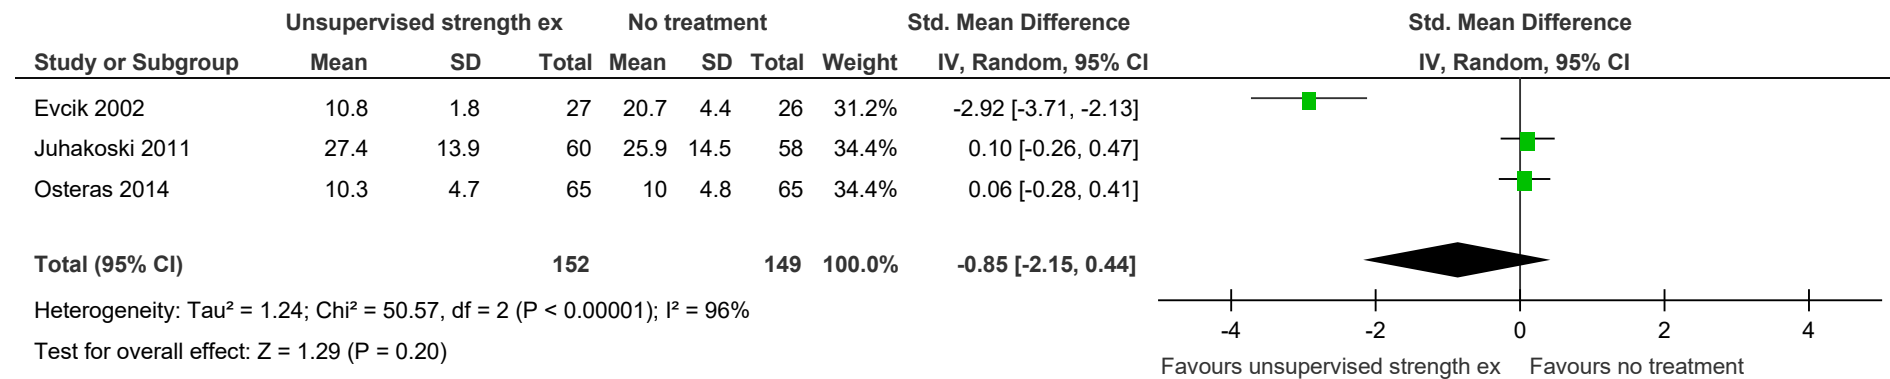 Unsupervised strength ex No treatment Std. Mean Difference Std. Mean Difference
Study or Subgroup Mean SD Total Mean SD Total Weight IV, Random, 95% CI IV, Random, 95% CI
Evcik 2002 10.8 1.8 27 20.7 4.4 26 31.2% -2.92 [-3.71, -2.13]
Juhakoski 2011 27.4 13.9 60 25.9 14.5 58 34.4% 0.10 [-0.26, 0.47]
Osteras 2014 10.3 4.7 65 10 4.8 65 34.4% 0.06 [-0.28, 0.41]
Total (95% CI) 152 149 100.0% -0.85 [-2.15, 0.44]
Heterogeneity: Tau² = 1.24; Chi² = 50.57, df = 2 (P < 0.00001); I² = 96%
Test for overall effect: Z = 1.29 (P = 0.20)
-4 -2 0 2 4
Favours unsupervised strength ex Favours no treatment